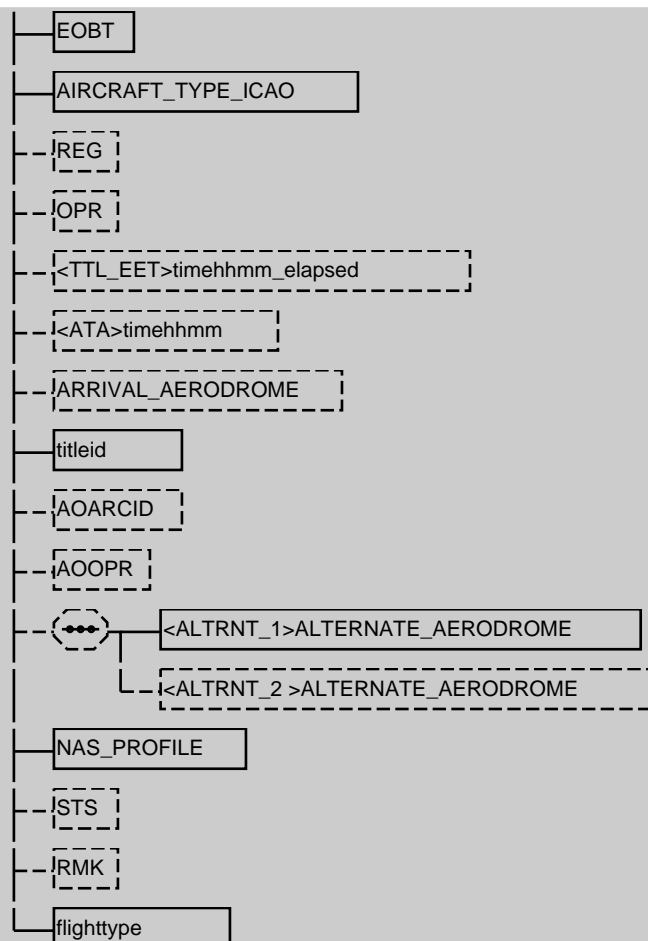 EOBT
AIRCRAFT_TYPE_ICAO
REG
OPR
<TTL_EET>timehhmm_elapsed
<ATA>timehhmm
ARRIVAL_AERODROME
titleid
AOARCID
AOOPR
<ALTRNT_1>ALTERNATE_AERODROME
<ALTRNT_2 >ALTERNATE_AERODROME
NAS_PROFILE
STS
RMK
flighttype